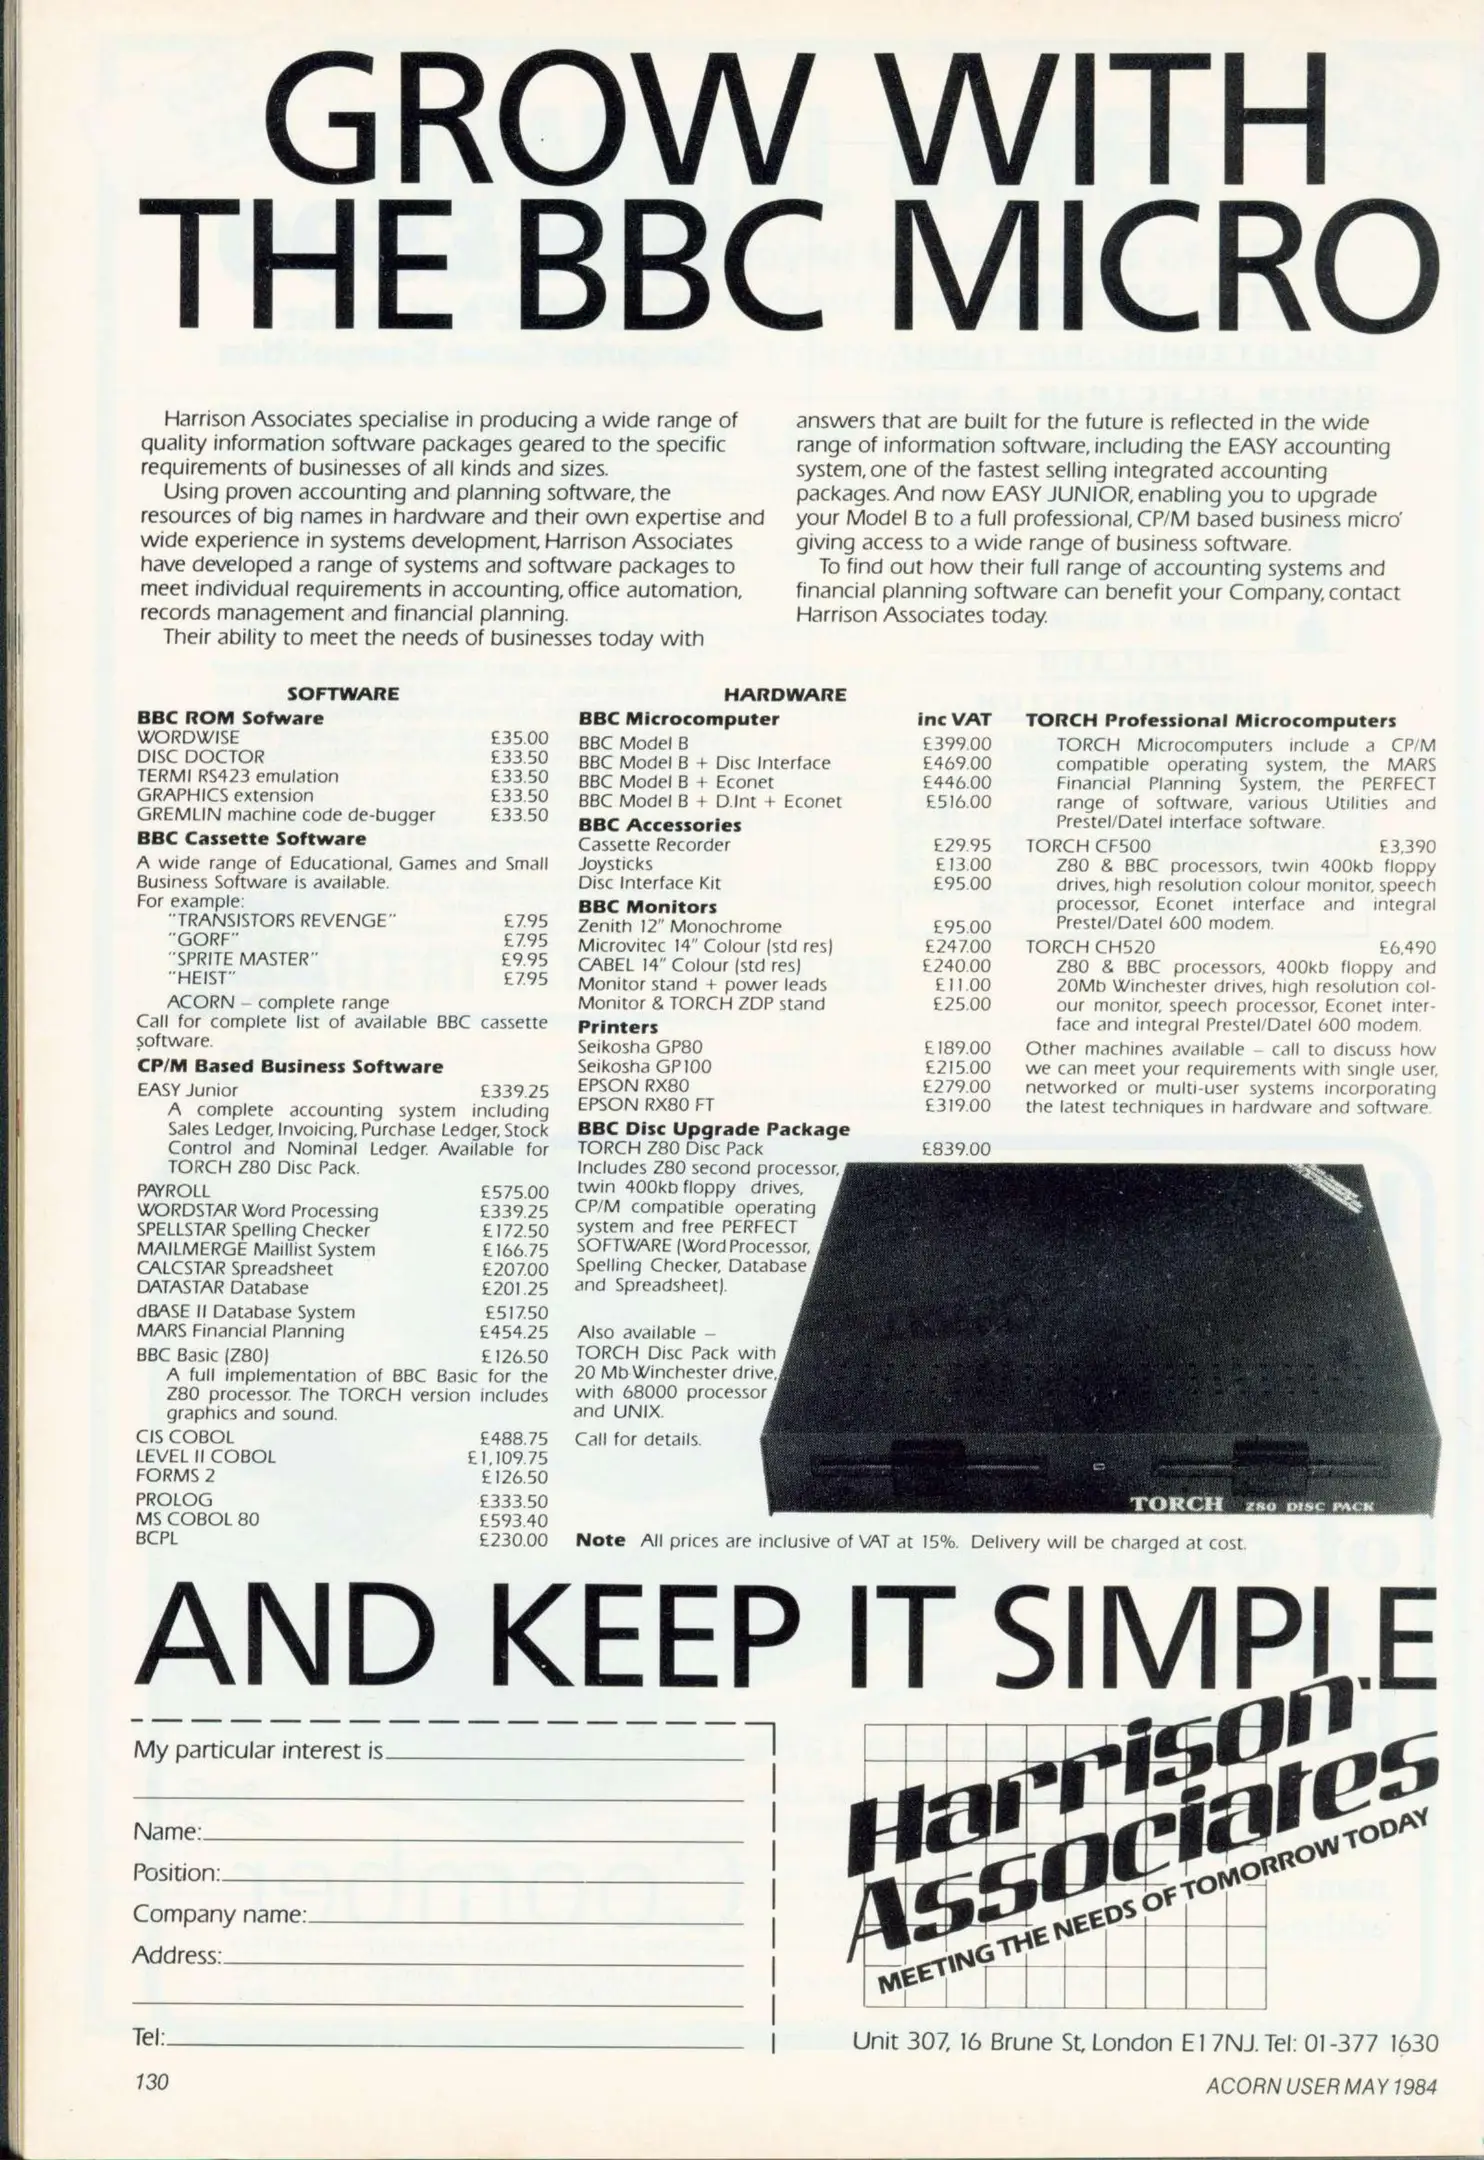 GROW WITH
THE BBC MICRO
Harrison Associates specialise in producing a wide range of
quality information software packages geared to the specific
requirements of businesses of all kinds and sizes.
Using proven accounting and planning software, the
resources of big names in hardware and their own expertise and
wide experience in systems development, Harrison Associates
have developed a range of systems and software packages to
meet individual requirements in accounting, office automation,
records management and financial planning.
Their ability to meet the needs of businesses today with
answers that are built for the future is reflected in the wide
range of information software, including the EASY accounting
system, one of the fastest selling integrated accounting
packages. And now EASY JUNIOR, enabling you to upgrade
your Model B to a full professional, CP/M based business micro'
giving access to a wide range of business software.
To find out how their full range of accounting systems and
financial planning software can benefit your Company, contact
Harrison Associates today.
SOFTWARE
BBC ROM Sofware
WORDWISE £35.00
DISC DOCTOR £33.50
TERMI RS423 emulation £33.50
GRAPHICS extension £33.50
GREMLIN machine code de-bugger £33.50
BBC Cassette Software
A wide range of Educational, Games and Small
Business Software is available.
For example:
"TRANSISTORS REVENGE" £7.95
"GORF" £7.95
"SPRITE MASTER" £9.95
"HEIST" £7.95
ACORN – complete range
Call for complete list of available BBC cassette
software.
CP/M Based Business Software
EASY Junior £339.25
A complete accounting system including
Sales Ledger, Invoicing, Purchase Ledger, Stock
Control and Nominal Ledger. Available for
TORCH Z80 Disc Pack.
PAYROLL £575.00
WORDSTAR Word Processing £339.25
SPELLSTAR Spelling Checker £172.50
MAILMERGE Maillist System £166.75
CALCSTAR Spreadsheet £207.00
DATASTAR Database £201.25
dBASE II Database System £517.50
MARS Financial Planning £454.25
BBC Basic (Z80) £126.50
A full implementation of BBC Basic for the
Z80 processor. The TORCH version includes
graphics and sound.
CIS COBOL £488.75
LEVEL II COBOL £1,109.75
FORMS 2 £126.50
PROLOG £333.50
MS COBOL 80 £593.40
BCPL £230.00
HARDWARE
BBC Microcomputer inc VAT
BBC Model B £399.00
BBC Model B + Disc Interface £469.00
BBC Model B + Econet £446.00
BBC Model B + D.Int + Econet £516.00
BBC Accessories
Cassette Recorder £29.95
Joysticks £13.00
Disc Interface Kit £95.00
BBC Monitors
Zenith 12" Monochrome £95.00
Microvitec 14" Colour (std res) £247.00
CABEL 14" Colour (std res) £240.00
Monitor stand + power leads £11.00
Monitor & TORCH ZDP stand £25.00
Printers
Seikosha GP80 £189.00
Seikosha GP100 £215.00
EPSON RX80 £279.00
EPSON RX80 FT £319.00
BBC Disc Upgrade Package
TORCH Z80 Disc Pack £839.00
Includes Z80 second processor,
twin 400kb floppy drives,
CP/M compatible operating
system and free PERFECT
SOFTWARE (Word Processor,
Spelling Checker, Database
and Spreadsheet).
Also available –
TORCH Disc Pack with
20 Mb Winchester drive,
with 68000 processor
and UNIX.
Call for details.
TORCH Professional Microcomputers
TORCH Microcomputers include a CP/M
compatible operating system, the MARS
Financial Planning System, the PERFECT
range of software, various Utilities and
Prestel/Datel interface software.
TORCH CF500 £3,390
Z80 & BBC processors, twin 400kb floppy
drives, high resolution colour monitor, speech
processor, Econet interface and integral
Prestel/Datel 600 modem.
TORCH CH520 £6,490
Z80 & BBC processors, 400kb floppy and
20Mb Winchester drives, high resolution col-
our monitor, speech processor, Econet inter-
face and integral Prestel/Datel 600 modem.
Other machines available – call to discuss how
we can meet your requirements with single user,
networked or multi-user systems incorporating
the latest techniques in hardware and software.
TORCH Z80 DISC PACK
Note All prices are inclusive of VAT at 15%. Delivery will be charged at cost.
AND KEEP IT SIMPLE
My particular interest is
Name:
Position:
Company name:
Address:
Tel:
Harrison
Associates
MEETING THE NEEDS OF TOMORROW TODAY
Unit 307, 16 Brune St, London E1 7NJ. Tel: 01-377 1630
130
ACORN USER MAY 1984